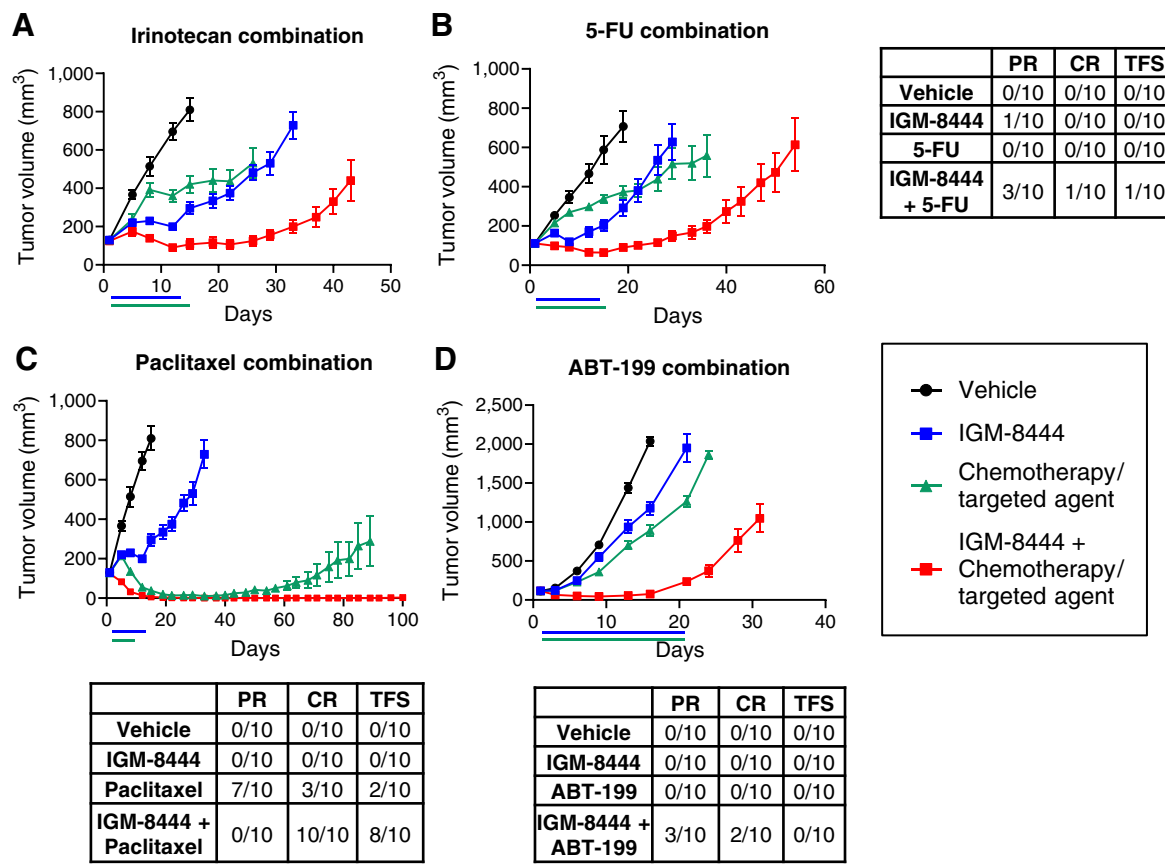 A
Irinotecan combination
Tumor volume (mm³)
1,000
800
600
400
200
0
0 10 20 30 40 50
Days
B
5-FU combination
Tumor volume (mm³)
1,000
800
600
400
200
0
0 20 40 60
Days
PR CR TFS
Vehicle 0/10 0/10 0/10
IGM-8444 1/10 0/10 0/10
5-FU 0/10 0/10 0/10
IGM-8444
+ 5-FU 3/10 1/10 1/10
C
Paclitaxel combination
Tumor volume (mm³)
1,000
800
600
400
200
0
0 20 40 60 80 100
Days
D
ABT-199 combination
Tumor volume (mm³)
2,500
2,000
1,500
1,000
500
0
0 10 20 30 40
Days
Vehicle
IGM-8444
Chemotherapy/
targeted agent
IGM-8444 +
Chemotherapy/
targeted agent
PR CR TFS
Vehicle 0/10 0/10 0/10
IGM-8444 0/10 0/10 0/10
Paclitaxel 7/10 3/10 2/10
IGM-8444 +
Paclitaxel 0/10 10/10 8/10
PR CR TFS
Vehicle 0/10 0/10 0/10
IGM-8444 0/10 0/10 0/10
ABT-199 0/10 0/10 0/10
IGM-8444 +
ABT-199 3/10 2/10 0/10